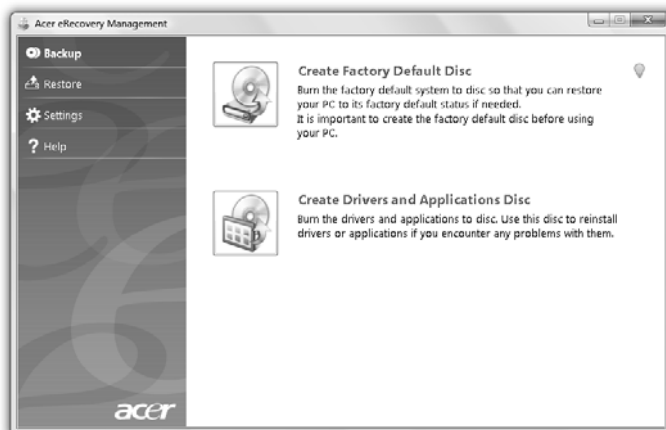 Acer eRecovery Management
Backup
Restore
Settings
Help
Create Factory Default Disc
Burn the factory default system to disc so that you can restore
your PC to its factory default status if needed.
It is important to create the factory default disc before using
your PC.
Create Drivers and Applications Disc
Burn the drivers and applications to disc. Use this disc to reinstall
drivers or applications if you encounter any problems with them.
acer